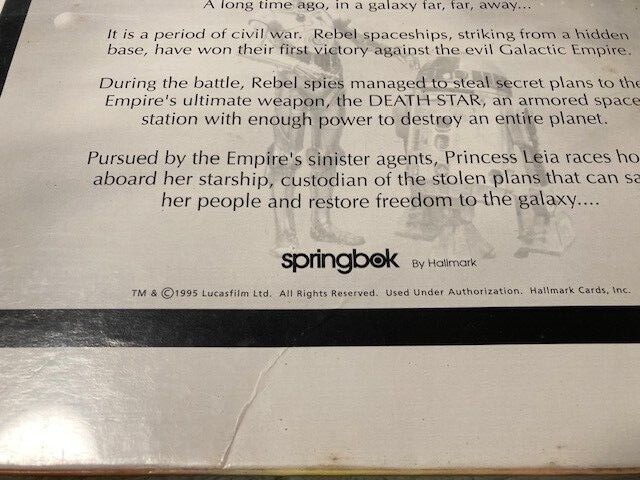 A long time ago, in a galaxy far, far, away...
It is a period of civil war. Rebel spaceships, striking from a hidden
base, have won their first victory against the evil Galactic Empire.
During the battle, Rebel spies managed to steal secret plans to the
Empire's ultimate weapon, the DEATH STAR, an armored space
station with enough power to destroy an entire planet.
Pursued by the Empire's sinister agents, Princess Leia races ho
aboard her starship, custodian of the stolen plans that can sa
her people and restore freedom to the galaxy....
springbok By Hallmark
TM & ©1995 Lucasfilm Ltd. All Rights Reserved. Used Under Authorization. Hallmark Cards, Inc.